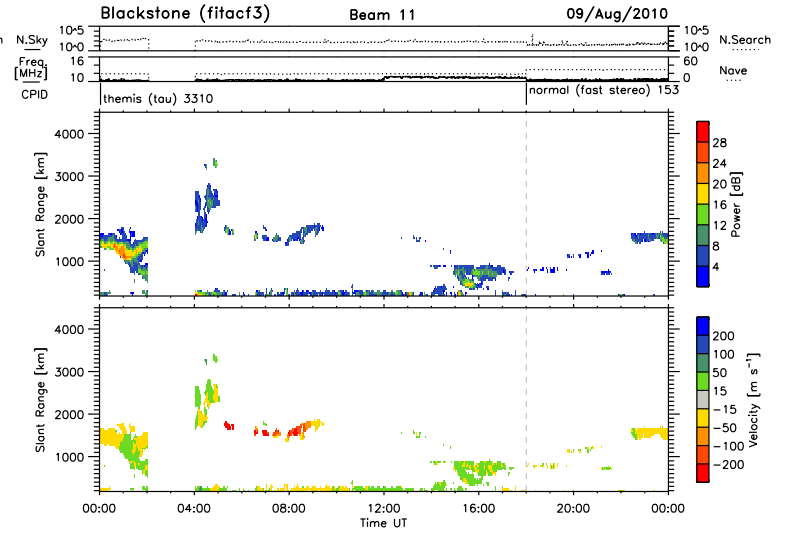 Blackstone (fitacf3) Beam 11 09/Aug/2010
n N.Sky 10^5 10^0 10^5 10^0 N.Search
Freq. [MHz] 16 10 60 0 Nave
CPID themis (tau) 3310 normal (fast stereo) 153
Slant Range [km] 4000 3000 2000 1000
28 24 20 16 12 8 4 Power [dB]
Slant Range [km] 4000 3000 2000 1000
200 100 50 15 -15 -50 -100 -200 Velocity [m s^-1]
00:00 04:00 08:00 12:00 16:00 20:00 00:00
Time UT